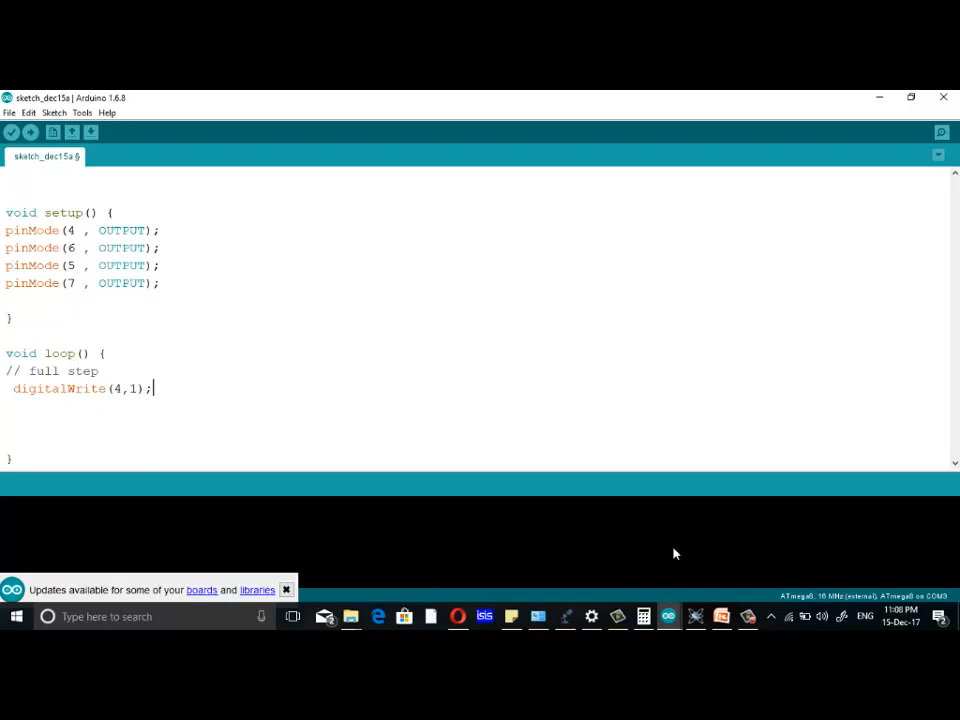 sketch_dec15a | Arduino 1.6.8
File Edit Sketch Tools Help
sketch_dec15a §
void setup() {
pinMode(4 , OUTPUT);
pinMode(6 , OUTPUT);
pinMode(5 , OUTPUT);
pinMode(7 , OUTPUT);
}
void loop() {
// full step
digitalWrite(4,1);
}
Updates available for some of your boards and libraries
ATmega8, 16 MHz (external), ATmega8 on COM3
Type here to search
2
isis
ENG
11:08 PM
15-Dec-17
2